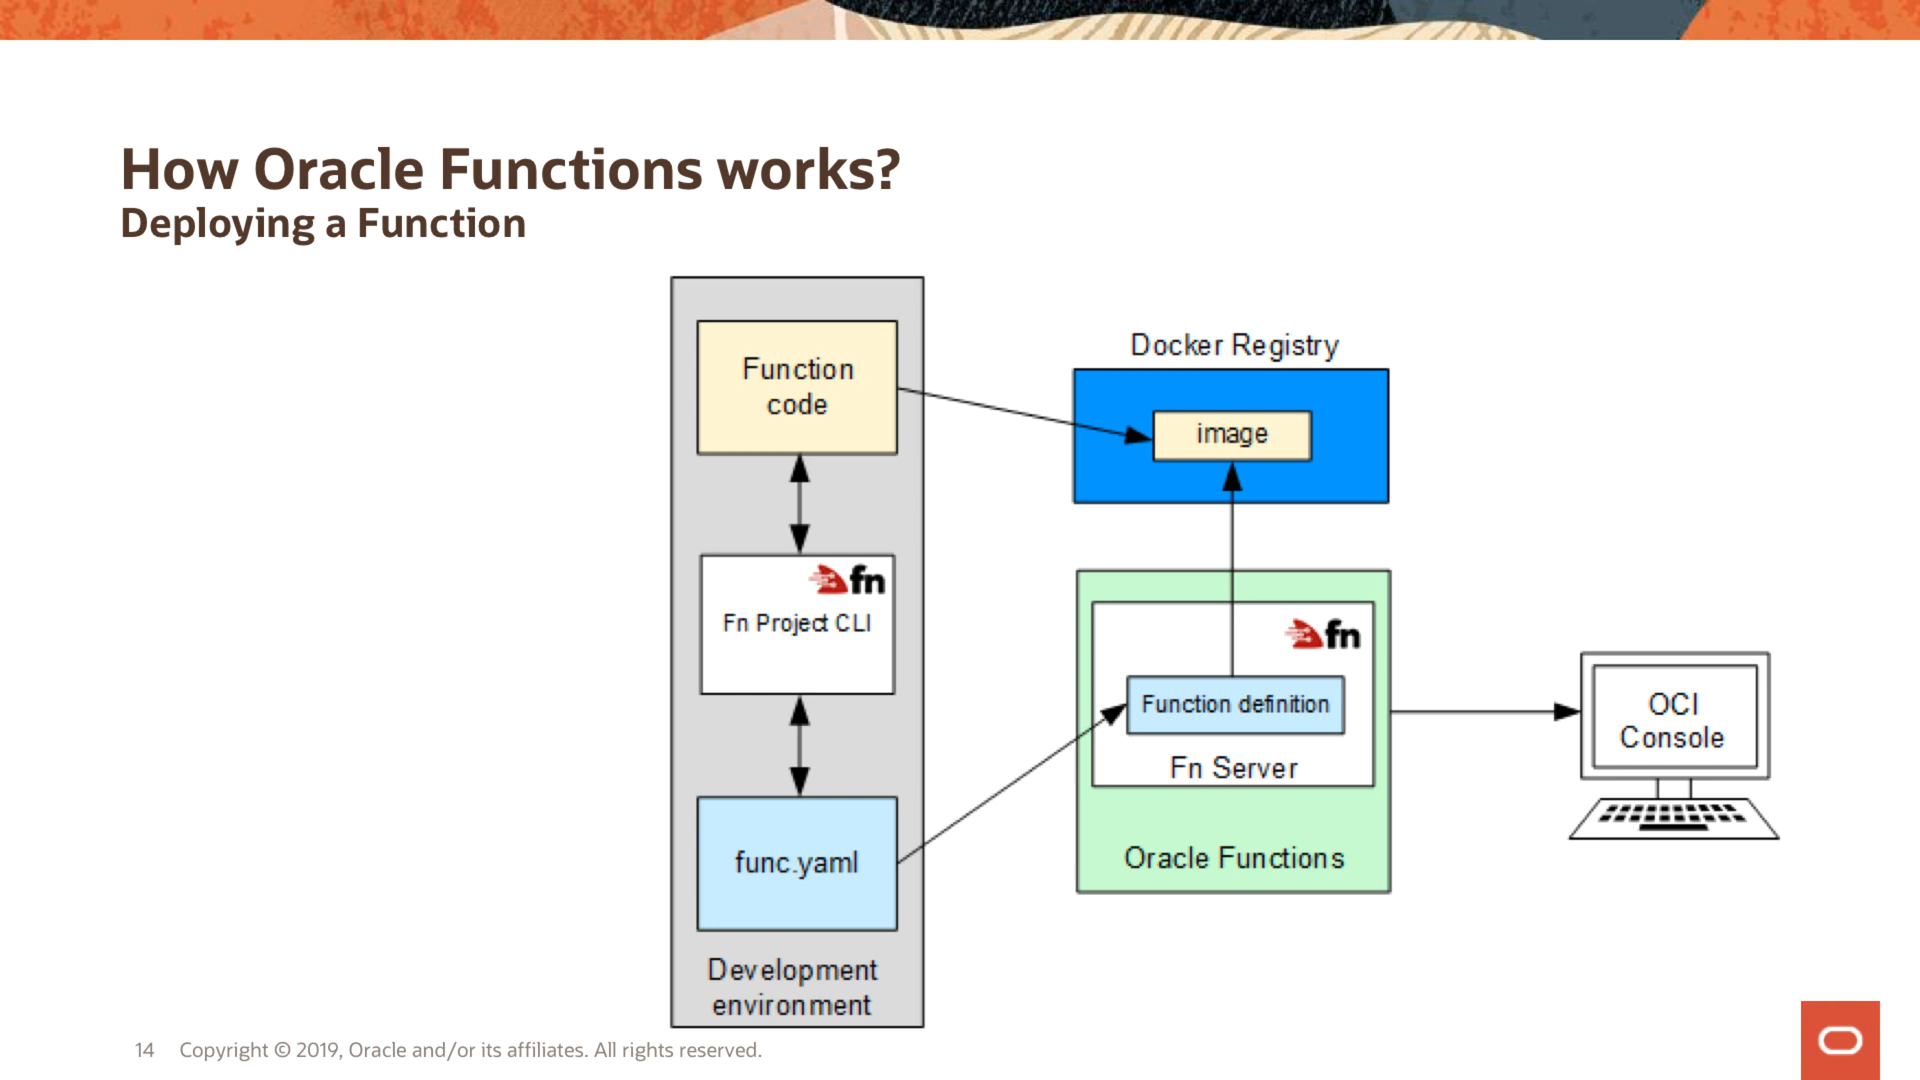 How Oracle Functions works?
Deploying a Function
Function
code
fn
Fn Project CLI
func.yaml
Development
environment
Docker Registry
image
fn
Function definition
Fn Server
Oracle Functions
OCI
Console
14 Copyright © 2019, Oracle and/or its affiliates. All rights reserved.